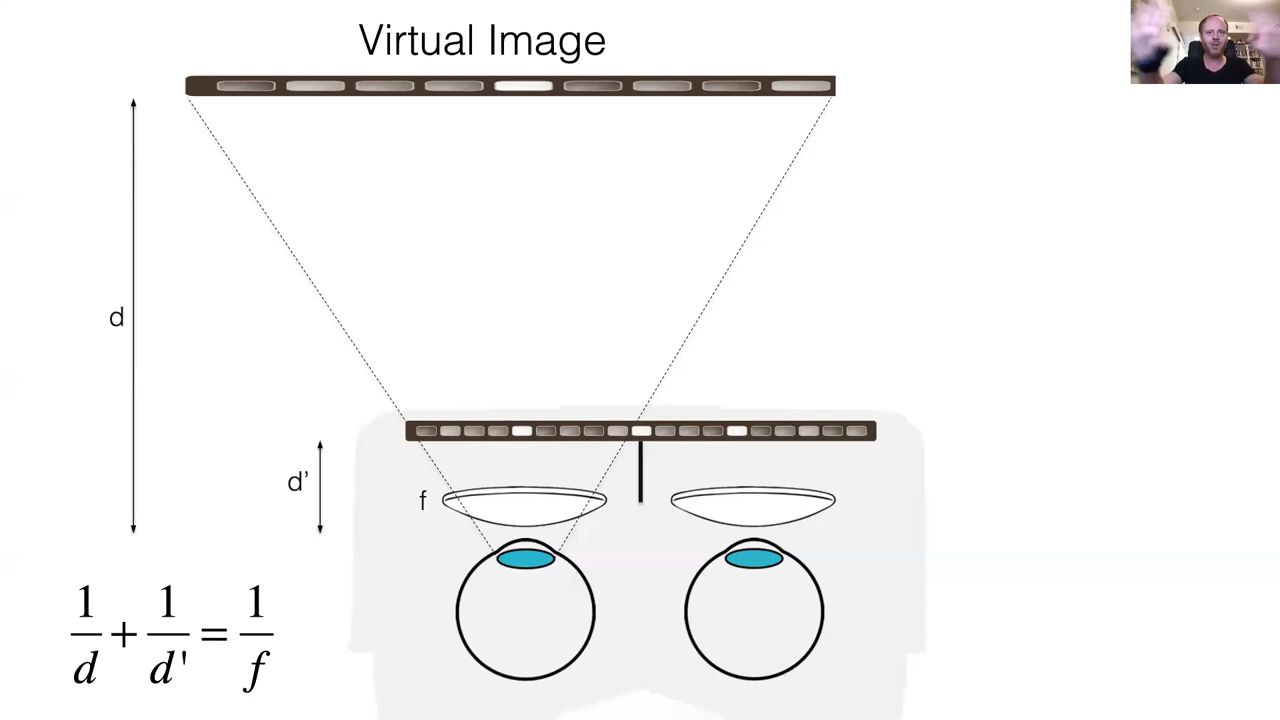 Virtual Image
d
d’
f
1/d + 1/d' = 1/f